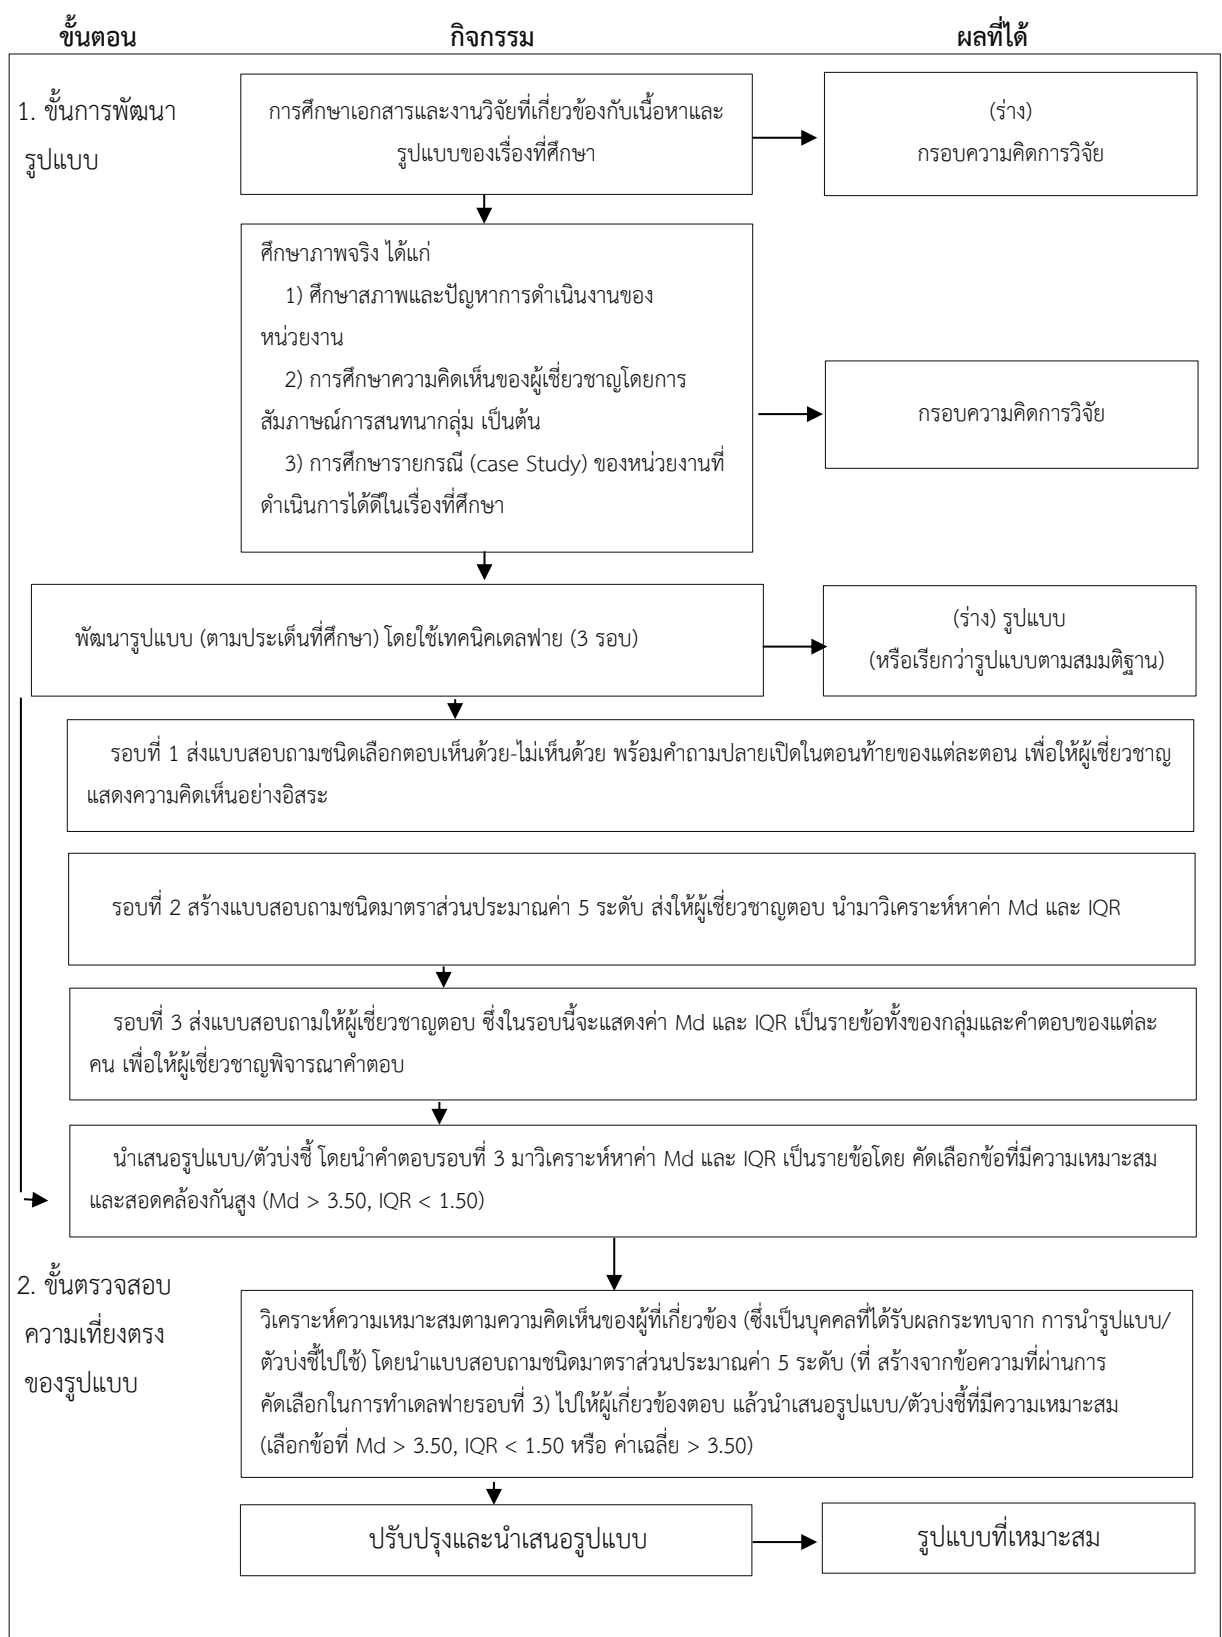 ขั้นตอน
กิจกรรม
ผลที่ได้
1. ขั้นการพัฒนา
รูปแบบ
การศึกษาเอกสารและงานวิจัยที่เกี่ยวข้องกับเนื้อหาและ
รูปแบบของเรื่องที่ศึกษา
(ร่าง)
กรอบความคิดการวิจัย
ศึกษาภาพจริง ได้แก่
1) ศึกษาสภาพและปัญหาการดำเนินงานของ
หน่วยงาน
2) การศึกษาความคิดเห็นของผู้เชี่ยวชาญโดยการ
สัมภาษณ์การสนทนากลุ่ม เป็นต้น
3) การศึกษารายกรณี (case Study) ของหน่วยงานที่
ดำเนินการได้ดีในเรื่องที่ศึกษา
กรอบความคิดการวิจัย
พัฒนารูปแบบ (ตามประเด็นที่ศึกษา) โดยใช้เทคนิคเดลฟาย (3 รอบ)
(ร่าง) รูปแบบ
(หรือเรียกว่ารูปแบบตามสมมติฐาน)
รอบที่ 1 ส่งแบบสอบถามชนิดเลือกตอบเห็นด้วย-ไม่เห็นด้วย พร้อมคำถามปลายเปิดในตอนท้ายของแต่ละตอน เพื่อให้ผู้เชี่ยวชาญ
แสดงความคิดเห็นอย่างอิสระ
รอบที่ 2 สร้างแบบสอบถามชนิดมาตราส่วนประมาณค่า 5 ระดับ ส่งให้ผู้เชี่ยวชาญตอบ นำมาวิเคราะห์หาค่า Md และ IQR
รอบที่ 3 ส่งแบบสอบถามให้ผู้เชี่ยวชาญตอบ ซึ่งในรอบนี้จะแสดงค่า Md และ IQR เป็นรายข้อทั้งของกลุ่มและคำตอบของแต่ละ
คน เพื่อให้ผู้เชี่ยวชาญพิจารณาคำตอบ
นำเสนอรูปแบบ/ตัวบ่งชี้ โดยนำคำตอบรอบที่ 3 มาวิเคราะห์หาค่า Md และ IQR เป็นรายข้อโดย คัดเลือกข้อที่มีความเหมาะสม
และสอดคล้องกันสูง (Md > 3.50, IQR < 1.50)
2. ขั้นตรวจสอบ
ความเที่ยงตรง
ของรูปแบบ
วิเคราะห์ความเหมาะสมตามความคิดเห็นของผู้ที่เกี่ยวข้อง (ซึ่งเป็นบุคคลที่ได้รับผลกระทบจาก การนำรูปแบบ/
ตัวบ่งชี้ไปใช้) โดยนำแบบสอบถามชนิดมาตราส่วนประมาณค่า 5 ระดับ (ที่ สร้างจากข้อความที่ผ่านการ
คัดเลือกในการทำเดลฟายรอบที่ 3) ไปให้ผู้เกี่ยวข้องตอบ แล้วนำเสนอรูปแบบ/ตัวบ่งชี้ที่มีความเหมาะสม
(เลือกข้อที่ Md > 3.50, IQR < 1.50 หรือ ค่าเฉลี่ย > 3.50)
ปรับปรุงและนำเสนอรูปแบบ
รูปแบบที่เหมาะสม